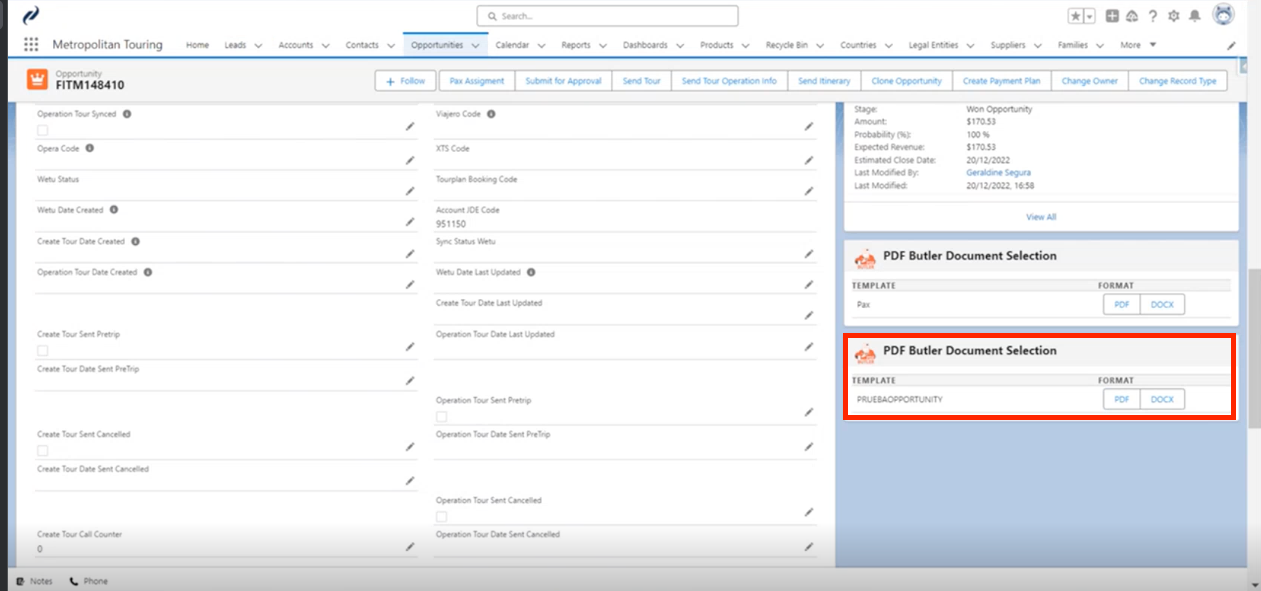 Search...
Metropolitan Touring
Home
Leads
Accounts
Contacts
Opportunities
Calendar
Reports
Dashboards
Products
Recycle Bin
Countries
Legal Entities
Suppliers
Families
More
Opportunity
FITM148410
+ Follow
Pax Assigment
Submit for Approval
Send Tour
Send Tour Operation Info
Send Itinerary
Clone Opportunity
Create Payment Plan
Change Owner
Change Record Type
Operation Tour Synced
Opera Code
Wetu Status
Wetu Date Created
Create Tour Date Created
Operation Tour Date Created
Create Tour Sent Pretrip
Create Tour Date Sent PreTrip
Create Tour Sent Cancelled
Create Tour Date Sent Cancelled
Create Tour Call Counter
0
Viajero Code
XTS Code
Tourplan Booking Code
Account JDE Code
951150
Sync Status Wetu
Wetu Date Last Updated
Create Tour Date Last Updated
Operation Tour Date Last Updated
Operation Tour Sent Pretrip
Operation Tour Date Sent PreTrip
Operation Tour Sent Cancelled
Operation Tour Date Sent Cancelled
Stage: Won Opportunity
Amount: $170.53
Probability (%): 100 %
Expected Revenue: $170.53
Estimated Close Date: 20/12/2022
Last Modified By: Geraldine Segura
Last Modified: 20/12/2022, 16:58
View All
PDF Butler Document Selection
TEMPLATE FORMAT
Pax PDF DOCX
PDF Butler Document Selection
TEMPLATE FORMAT
PRUEBAOPPORTUNITY PDF DOCX
Notes
Phone